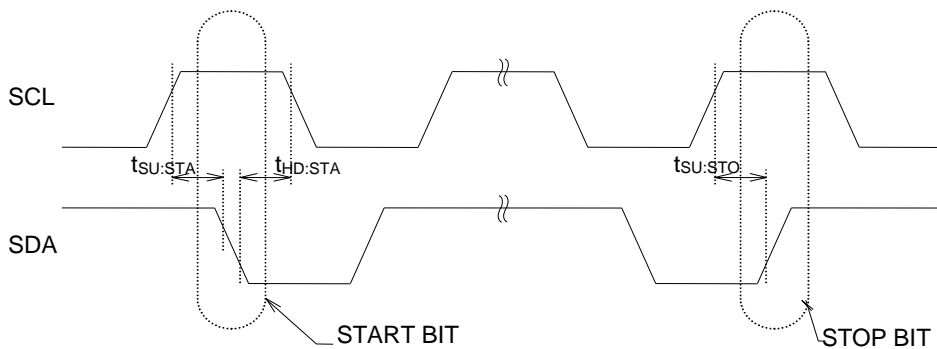 SCL
tSU:STA
tHD:STA
tSU:STO
SDA
START BIT
STOP BIT